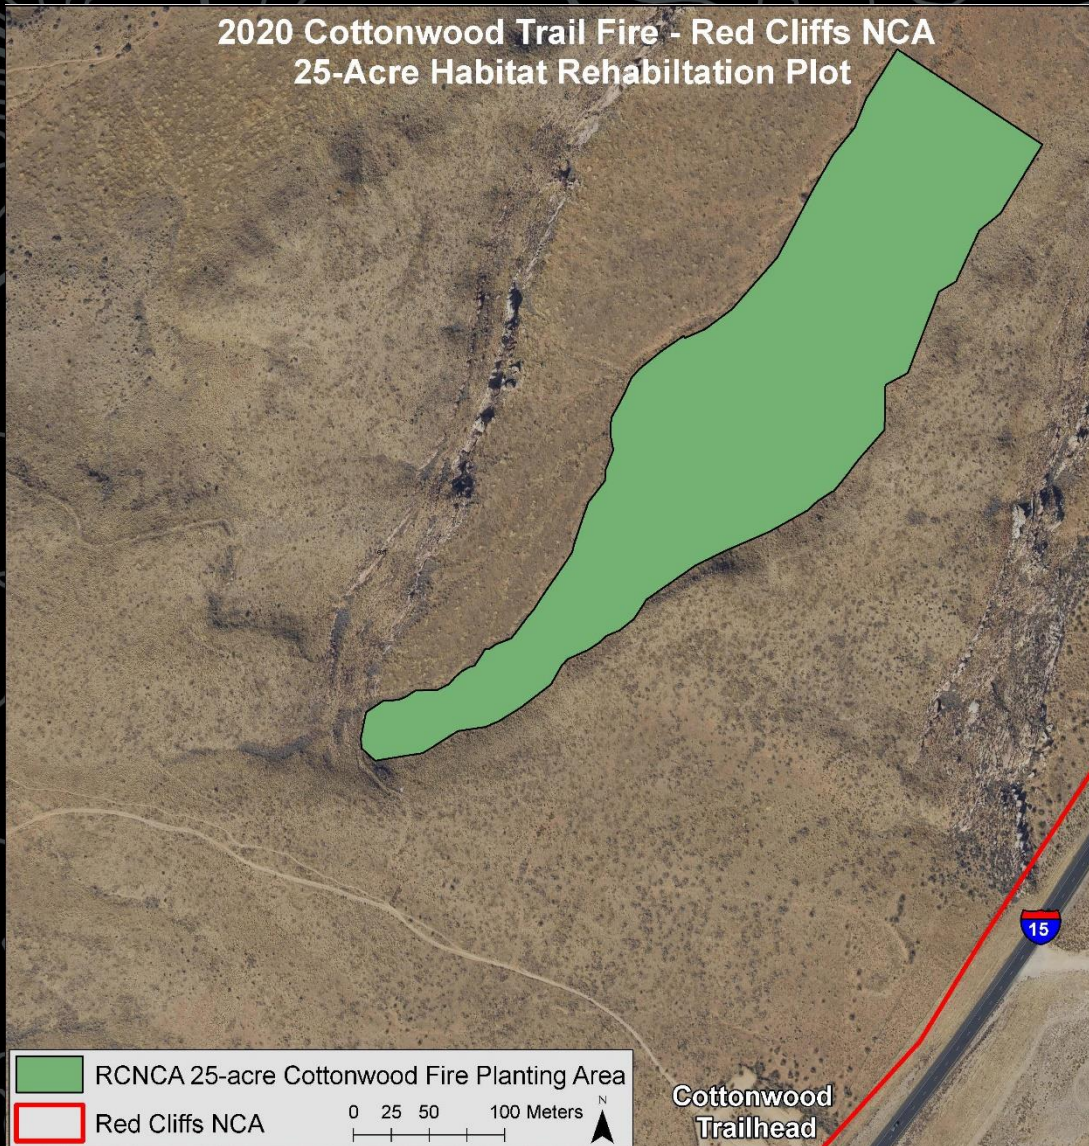 2020 Cottonwood Trail Fire - Red Cliffs NCA
25-Acre Habitat Rehabiltation Plot
15
RCNCA 25-acre Cottonwood Fire Planting Area
Red Cliffs NCA
0 25 50 100 Meters
N
Cottonwood
Trailhead